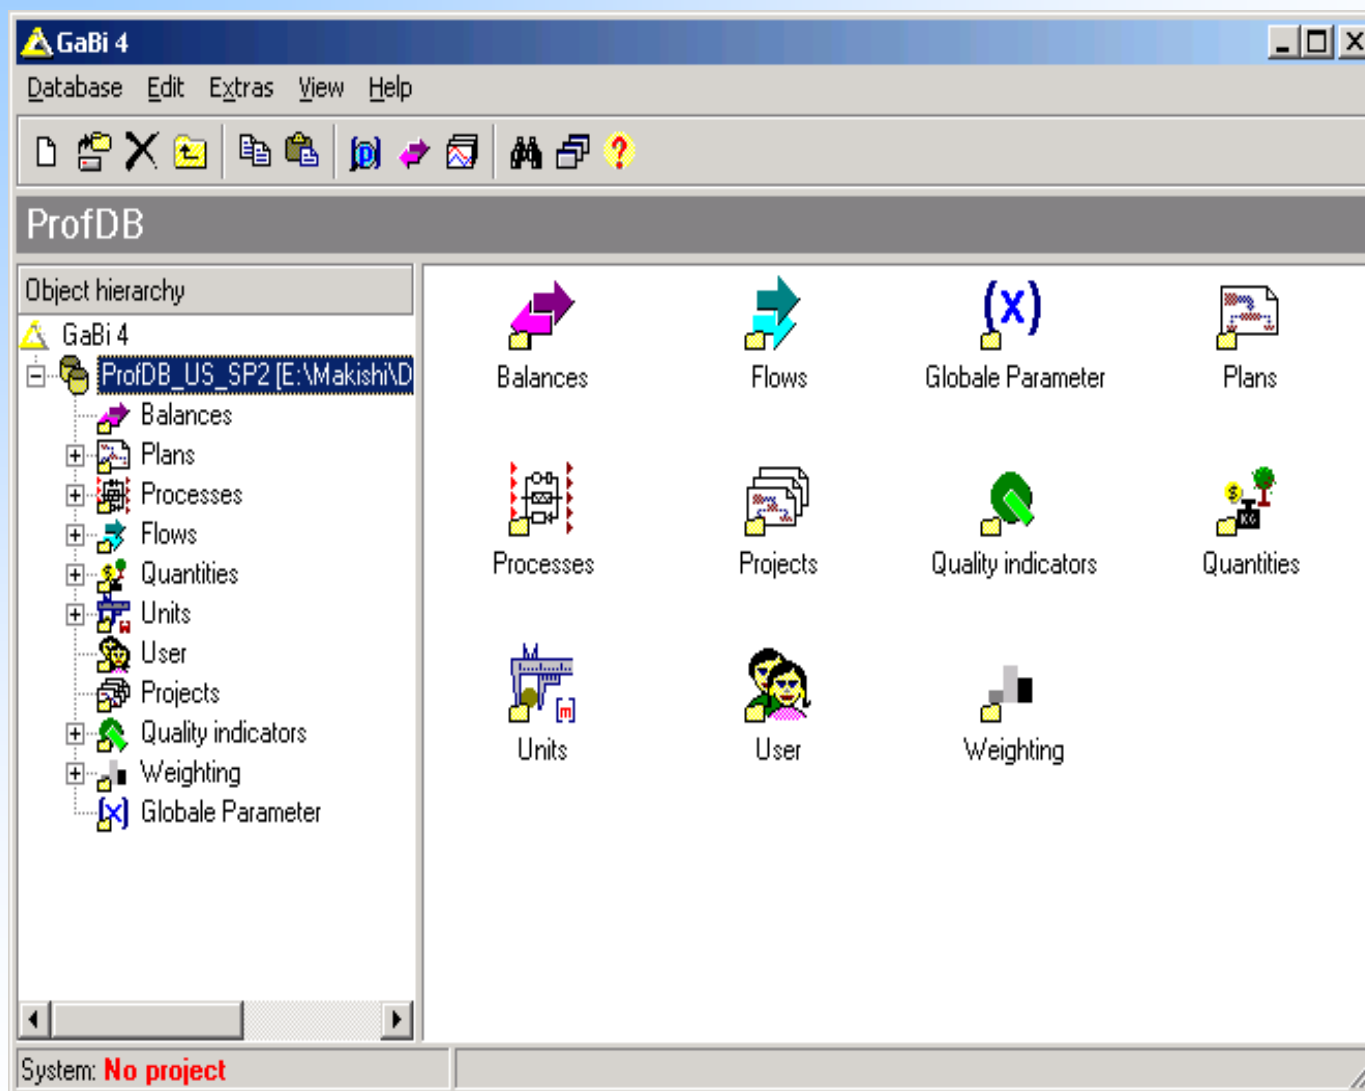 GaBi 4
Database Edit Extras View Help
ProfDB
Object hierarchy
GaBi 4
ProfDB_US_SP2 [E:\Makishi\D
Balances
Plans
Processes
Flows
Quantities
Units
User
Projects
Quality indicators
Weighting
Globale Parameter
Balances Flows Globale Parameter Plans
Processes Projects Quality indicators Quantities
Units User Weighting
System: No project